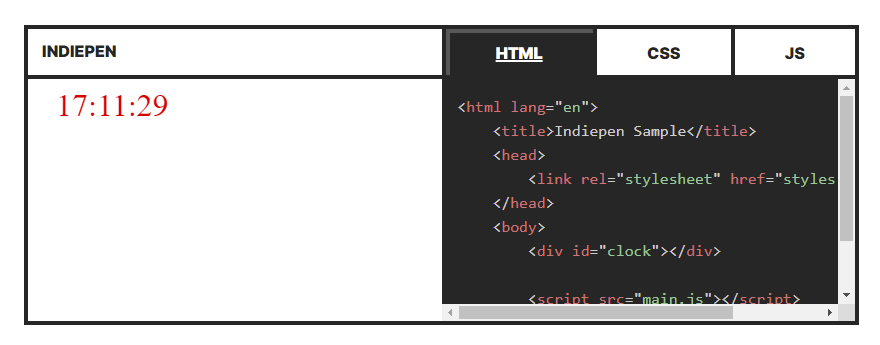 INDIEPEN
HTML CSS JS
17:11:29
<html lang="en">
<title>Indiepen Sample</title>
<head>
<link rel="stylesheet" href="styles
</head>
<body>
<div id="clock"></div>
<script src="main.js"></script>